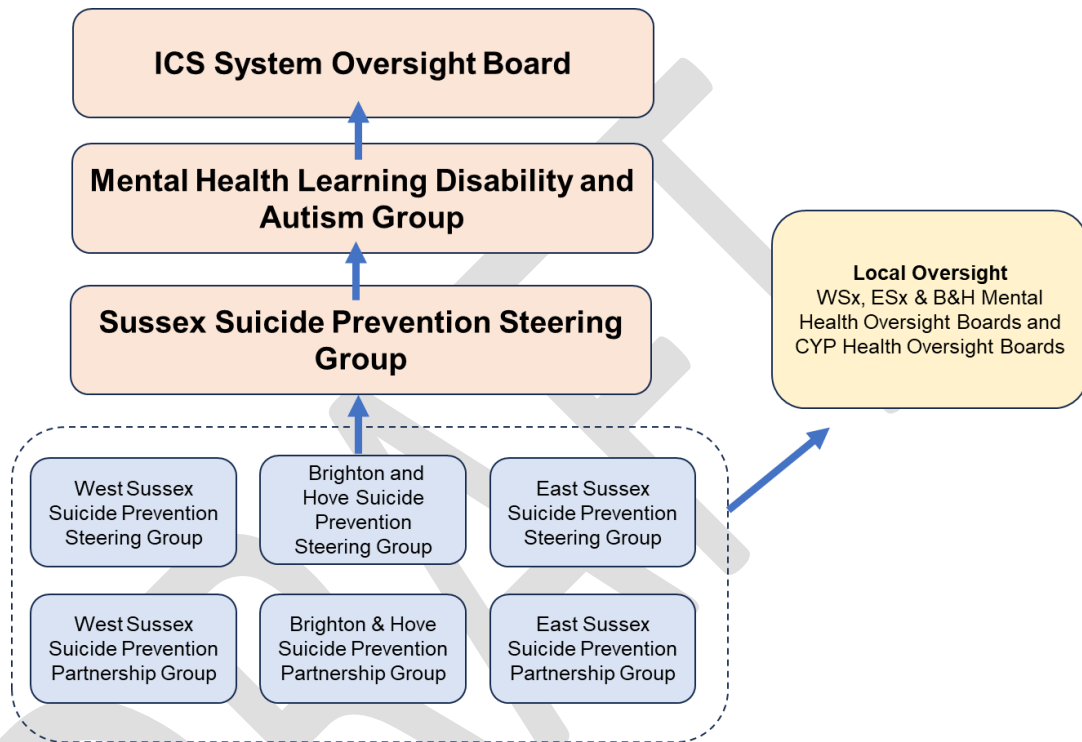 ICS System Oversight Board
Mental Health Learning Disability and
Autism Group
Sussex Suicide Prevention Steering
Group
Local Oversight
WSx, ESx & B&H Mental
Health Oversight Boards and
CYP Health Oversight Boards
West Sussex
Suicide Prevention
Steering Group
Brighton and
Hove Suicide
Prevention
Steering Group
East Sussex
Suicide Prevention
Steering Group
West Sussex
Suicide Prevention
Partnership Group
Brighton & Hove
Suicide Prevention
Partnership Group
East Sussex
Suicide Prevention
Partnership Group
DRAFT